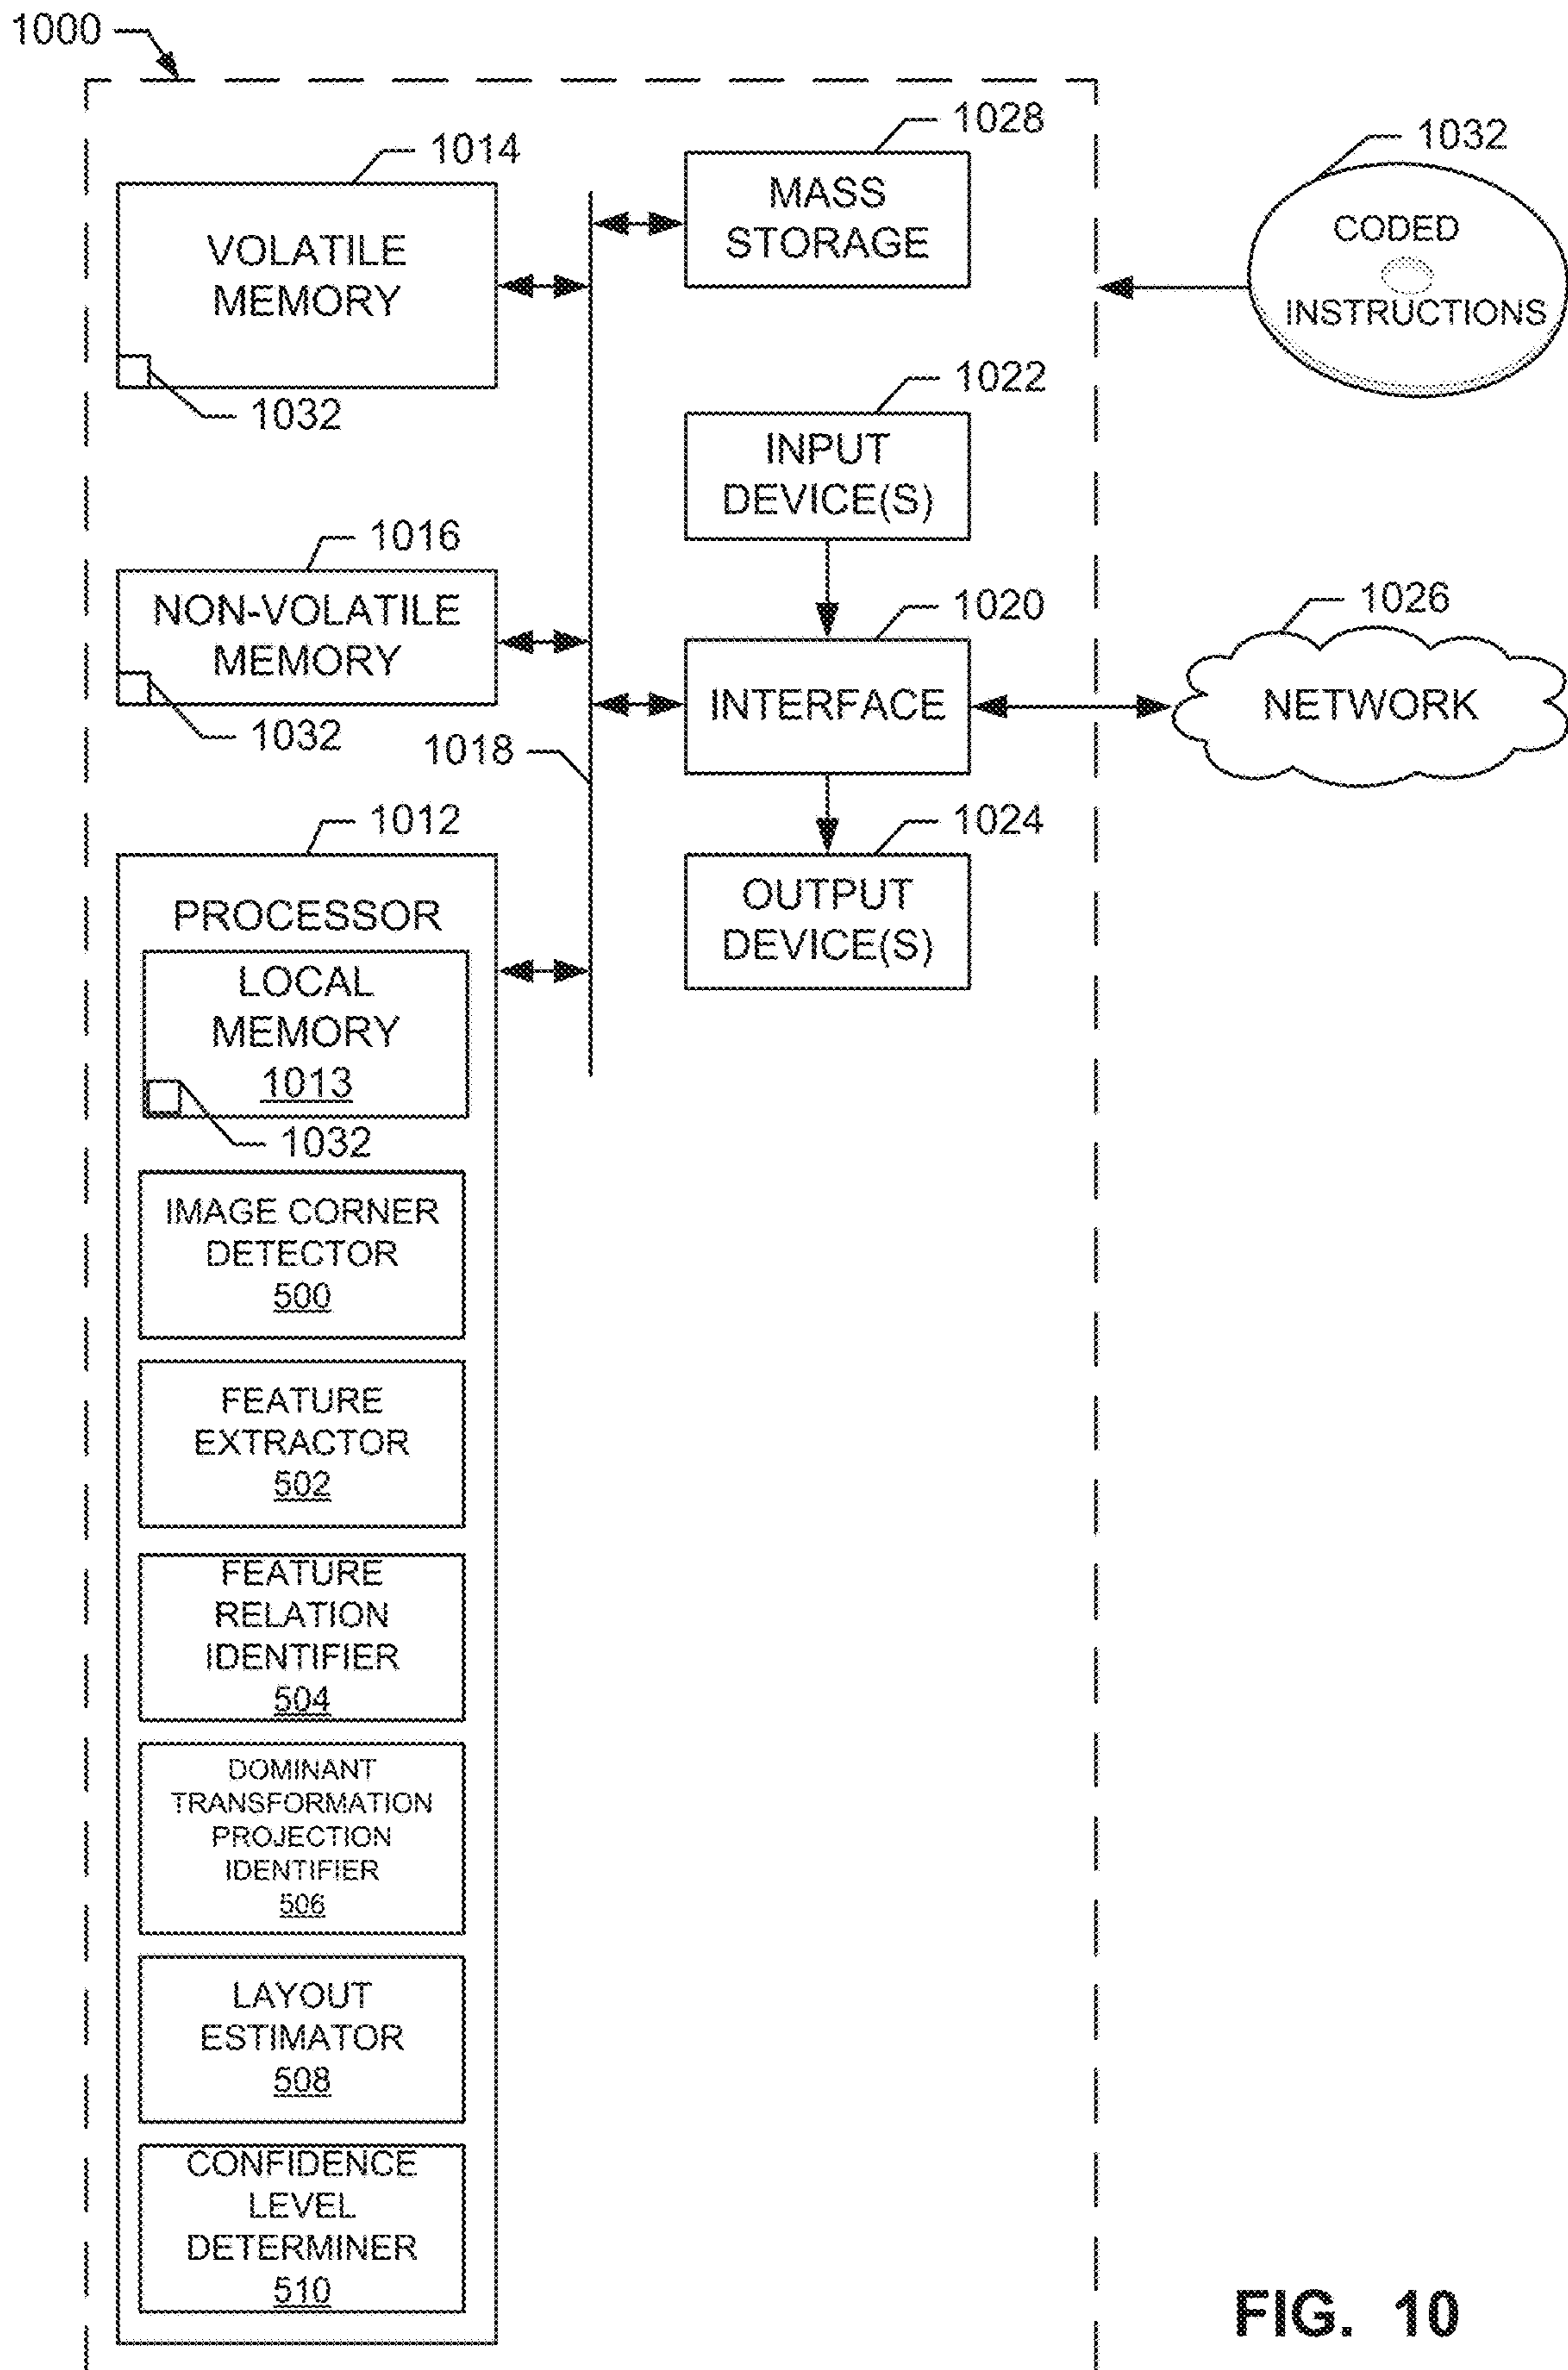 1000
1014
VOLATILE
MEMORY
1032
1028
MASS
STORAGE
1032
CODED
INSTRUCTIONS
1022
INPUT
DEVICE(S)
1016
NON-VOLATILE
MEMORY
1032
1018
1020
INTERFACE
1026
NETWORK
1024
OUTPUT
DEVICE(S)
1012
PROCESSOR
LOCAL
MEMORY
1013
1032
IMAGE CORNER
DETECTOR
500
FEATURE
EXTRACTOR
502
FEATURE
RELATION
IDENTIFIER
504
DOMINANT
TRANSFORMATION
PROJECTION
IDENTIFIER
506
LAYOUT
ESTIMATOR
508
CONFIDENCE
LEVEL
DETERMINER
510
FIG. 10